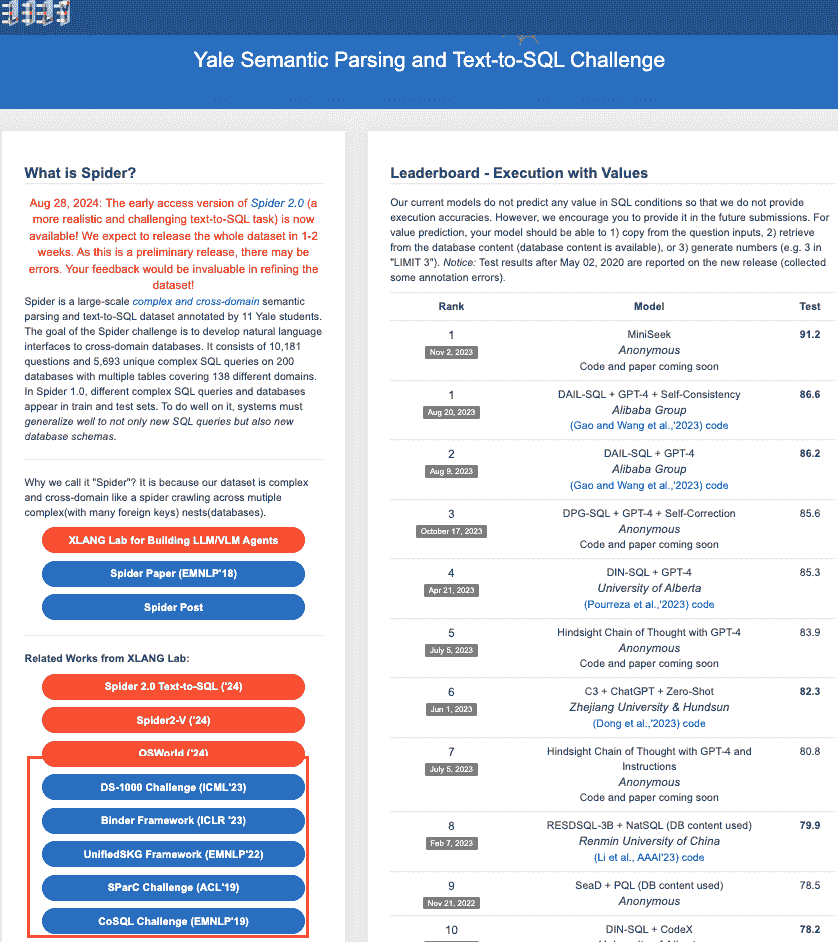 Yale Semantic Parsing and Text-to-SQL Challenge
What is Spider?
Aug 28, 2024: The early access version of Spider 2.0 (a
more realistic and challenging text-to-SQL task) is now
available! We expect to release the whole dataset in 1-2
weeks. As this is a preliminary release, there may be
errors. Your feedback would be invaluable in refining the
dataset!
Spider is a large-scale complex and cross-domain semantic
parsing and text-to-SQL dataset annotated by 11 Yale students.
The goal of the Spider challenge is to develop natural language
interfaces to cross-domain databases. It consists of 10,181
questions and 5,693 unique complex SQL queries on 200
databases with multiple tables covering 138 different domains.
In Spider 1.0, different complex SQL queries and databases
appear in train and test sets. To do well on it, systems must
generalize well to not only new SQL queries but also new
database schemas.
Why we call it "Spider"? It is because our dataset is complex
and cross-domain like a spider crawling across mutiple
complex(with many foreign keys) nests(databases).
XLANG Lab for Building LLM/VLM Agents
Spider Paper (EMNLP'18)
Spider Post
Related Works from XLANG Lab:
Spider 2.0 Text-to-SQL ('24)
Spider2-V ('24)
OSWorld ('24)
DS-1000 Challenge (ICML'23)
Binder Framework (ICLR '23)
UnifiedSKG Framework (EMNLP'22)
SParC Challenge (ACL'19)
CoSQL Challenge (EMNLP'19)
Leaderboard - Execution with Values
Our current models do not predict any value in SQL conditions so that we do not provide
execution accuracies. However, we encourage you to provide it in the future submissions. For
value prediction, your model should be able to 1) copy from the question inputs, 2) retrieve
from the database content (database content is available), or 3) generate numbers (e.g. 3 in
"LIMIT 3"). Notice: Test results after May 02, 2020 are reported on the new release (collected
some annotation errors).
Rank Model Test
1 MiniSeek 91.2
Nov 2, 2023 Anonymous
Code and paper coming soon
1 DAIL-SQL + GPT-4 + Self-Consistency 86.6
Aug 20, 2023 Alibaba Group
(Gao and Wang et al.,'2023) code
2 DAIL-SQL + GPT-4 86.2
Aug 9, 2023 Alibaba Group
(Gao and Wang et al.,'2023) code
3 DPG-SQL + GPT-4 + Self-Correction 85.6
October 17, 2023 Anonymous
Code and paper coming soon
4 DIN-SQL + GPT-4 85.3
Apr 21, 2023 University of Alberta
(Pourreza et al.,'2023) code
5 Hindsight Chain of Thought with GPT-4 83.9
July 5, 2023 Anonymous
Code and paper coming soon
6 C3 + ChatGPT + Zero-Shot 82.3
Jun 1, 2023 Zhejiang University & Hundsun
(Dong et al.,'2023) code
7 Hindsight Chain of Thought with GPT-4 and 80.8
Instructions
July 5, 2023 Anonymous
Code and paper coming soon
8 RESDSQL-3B + NatSQL (DB content used) 79.9
Feb 7, 2023 Renmin University of China
(Li et al., AAAI'23) code
9 SeaD + PQL (DB content used) 78.5
Nov 21, 2022 Anonymous
10 DIN-SQL + CodeX 78.2